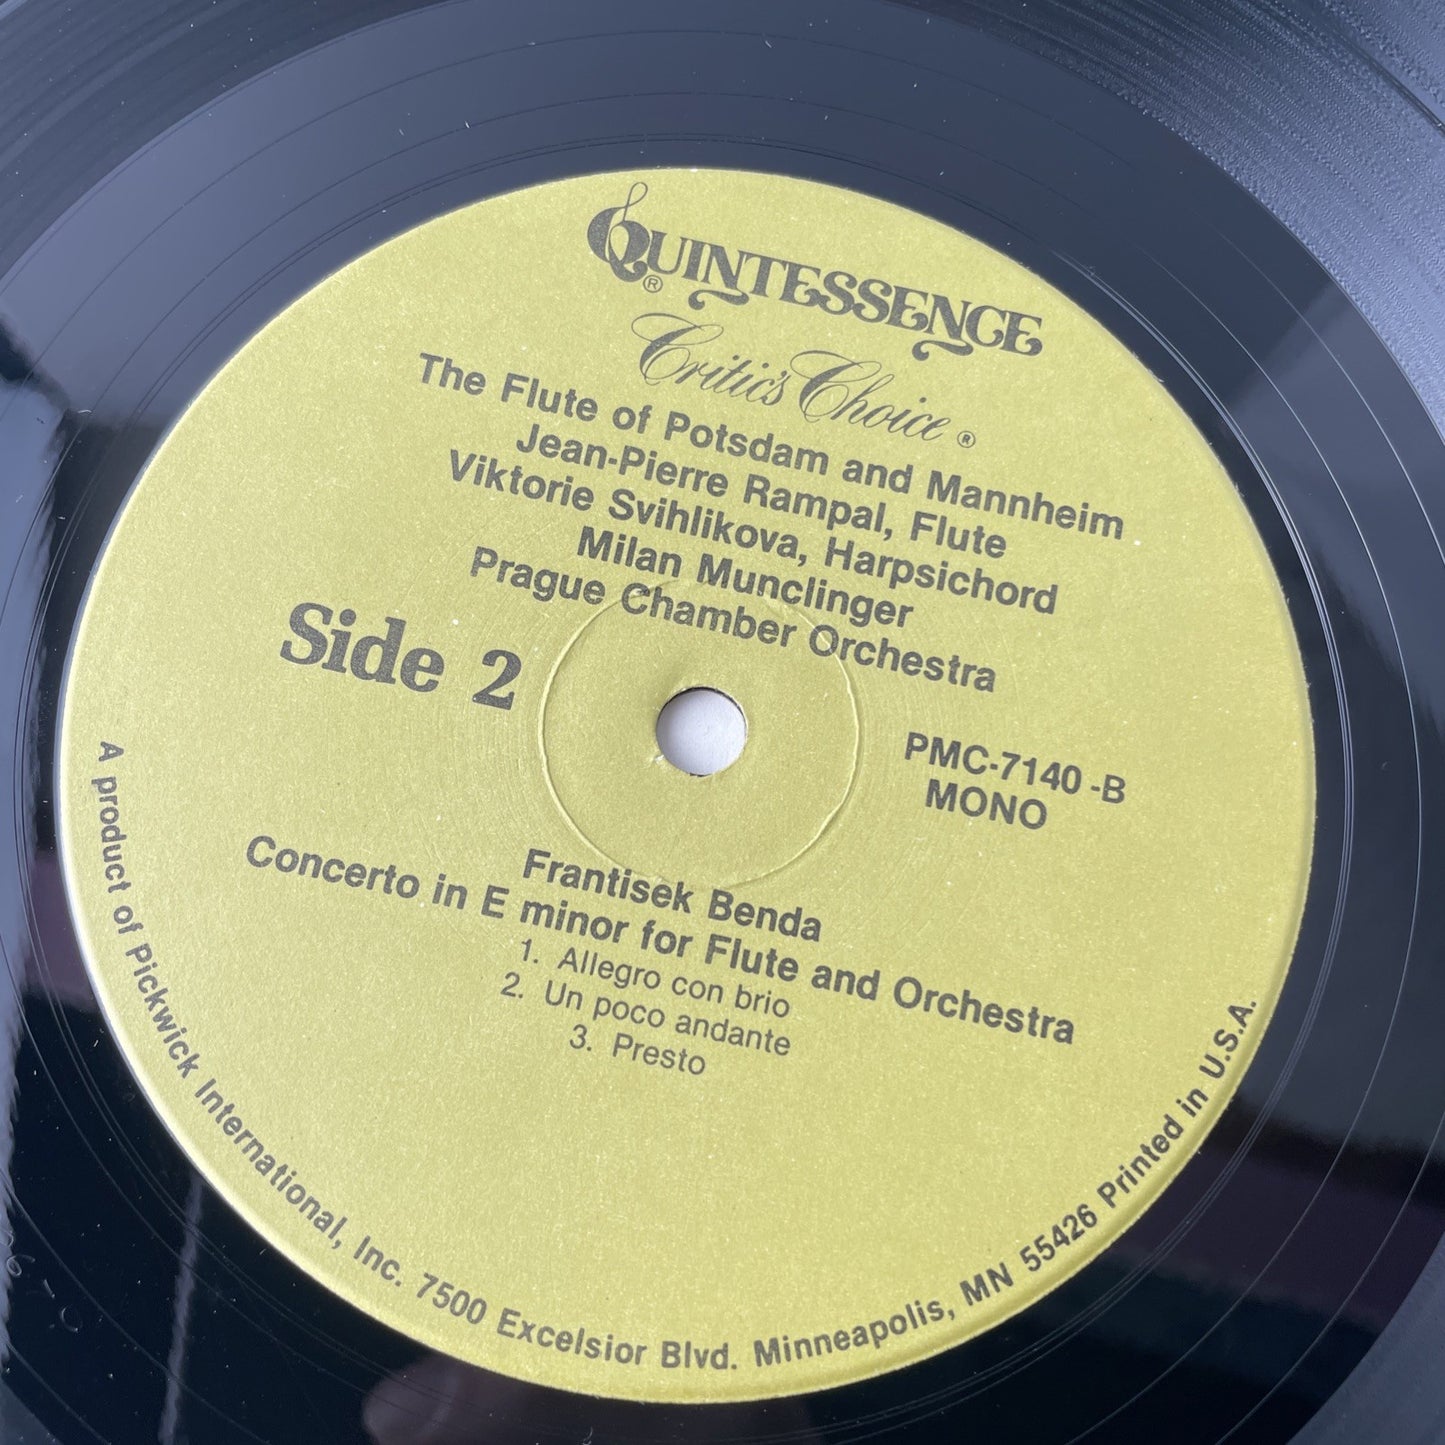 QUINTESSENCE®
Critic's Choice®
The Flute of Potsdam and Mannheim
Jean-Pierre Rampal, Flute
Viktorie Svihlikova, Harpsichord
Milan Munclinger
Prague Chamber Orchestra
Side 2
PMC-7140 -B
MONO
Frantisek Benda
Concerto in E minor for Flute and Orchestra
1. Allegro con brio
2. Un poco andante
3. Presto
A product of Pickwick International, Inc. 7500 Excelsior Blvd. Minneapolis, MN 55426 Printed in U.S.A.